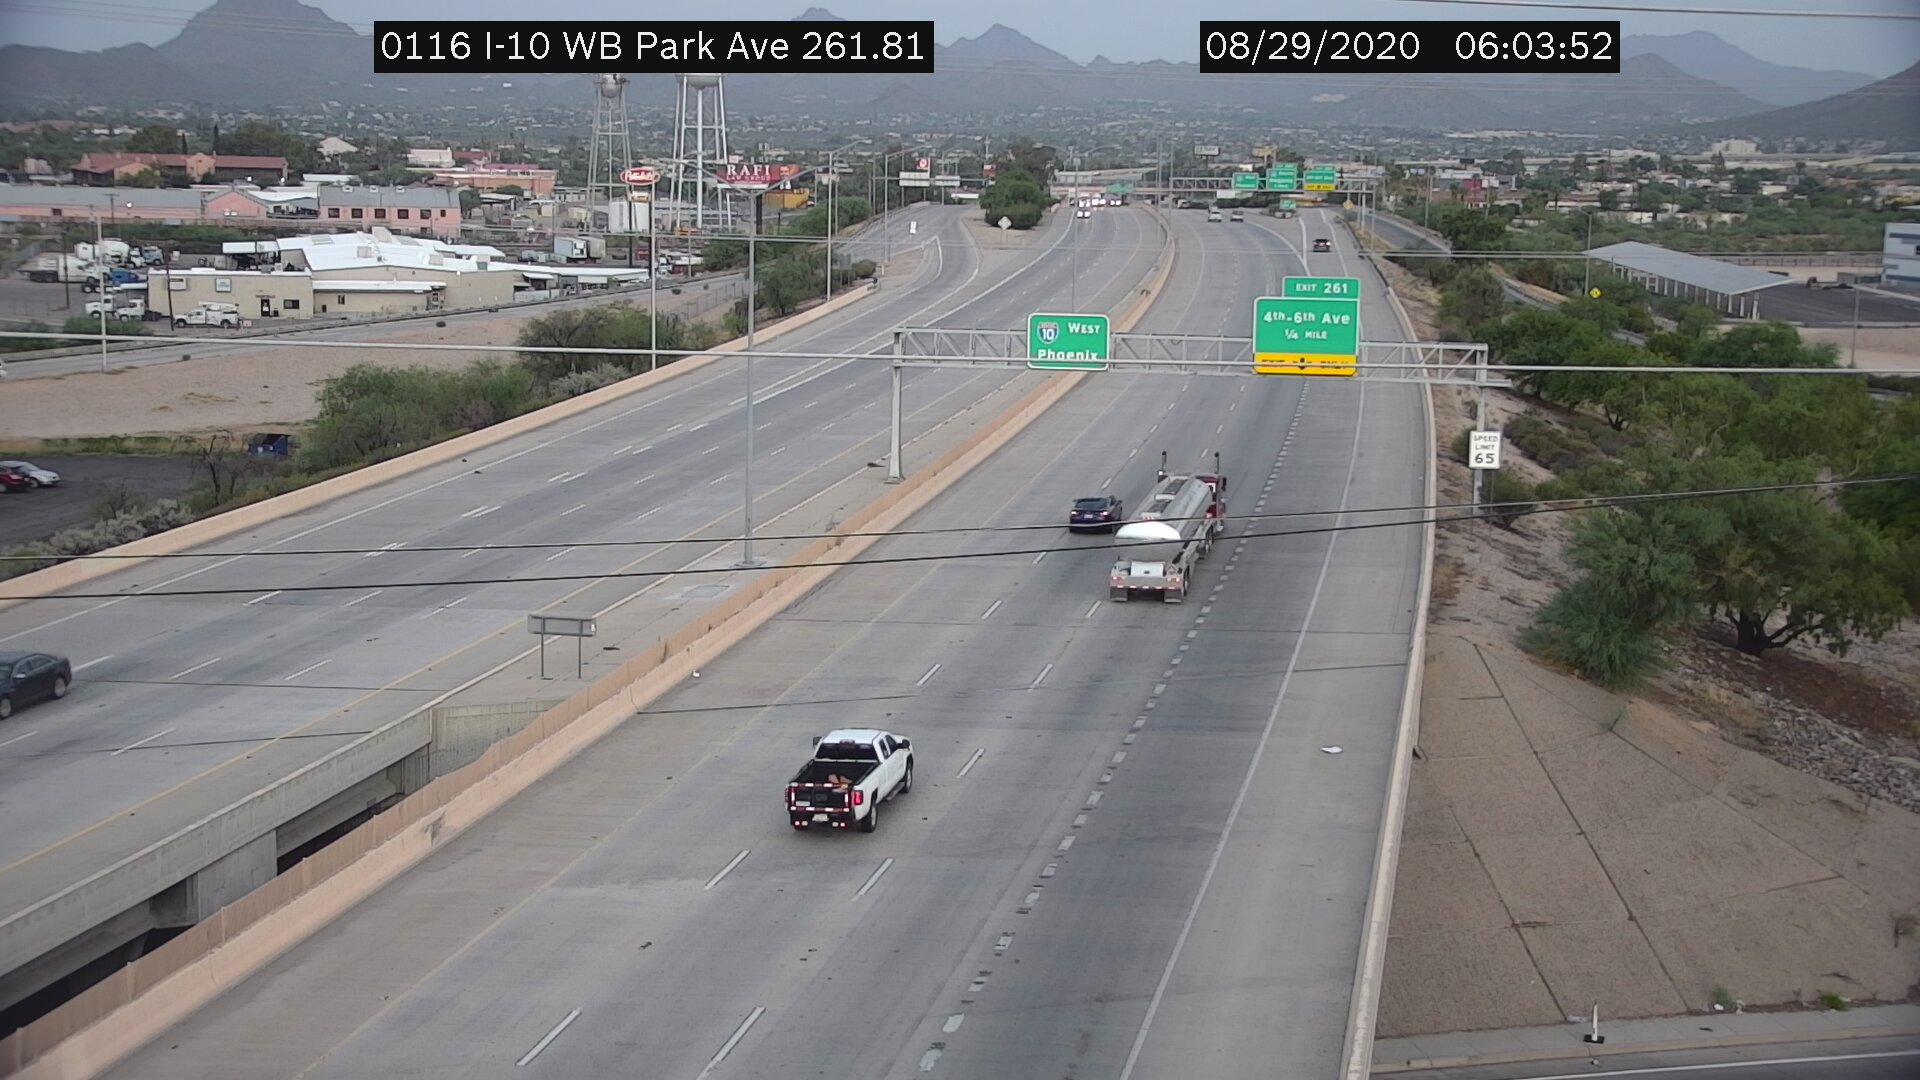 0116 I-10 WB Park Ave 261.81
08/29/2020 06:03:52
RAFI
EXIT 261
4th-6th Ave
1/4 MILE
10
WEST
Phoenix
SPEED
LIMIT
65